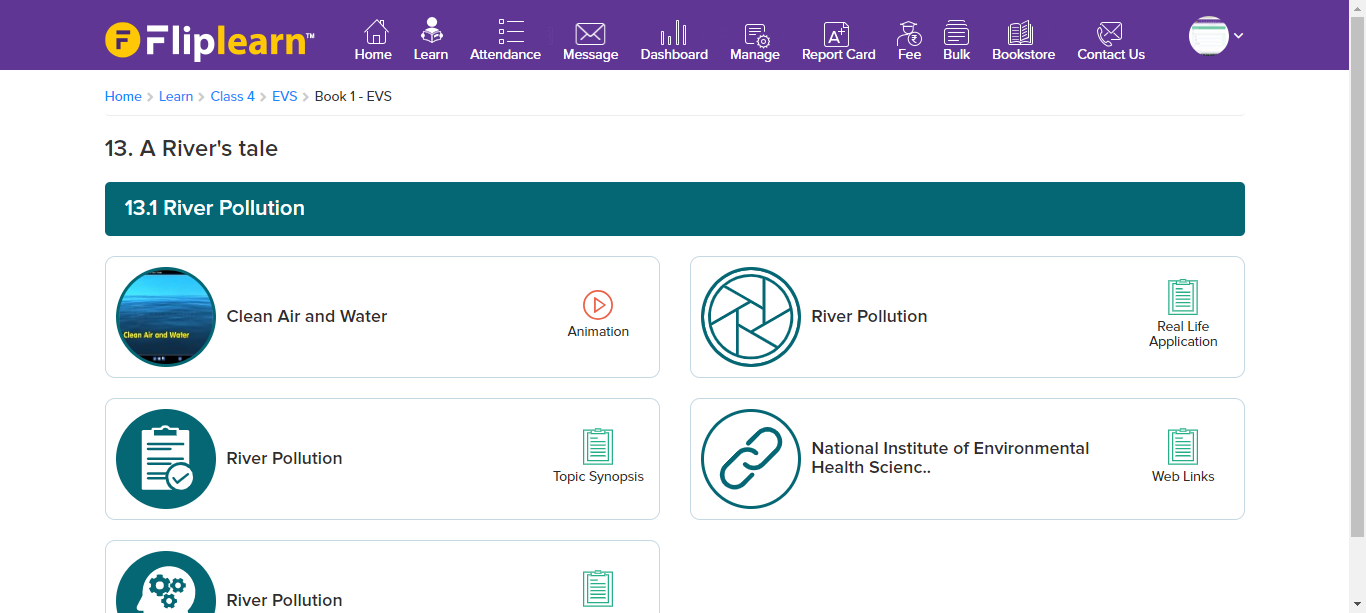 Fliplearn™
Home Learn Attendance Message Dashboard Manage Report Card Fee Bulk Bookstore Contact Us
Home > Learn > Class 4 > EVS > Book 1 - EVS
13. A River's tale
13.1 River Pollution
Clean Air and Water
Clean Air and Water
Animation
River Pollution
Real Life
Application
River Pollution
Topic Synopsis
National Institute of Environmental
Health Scienc..
Web Links
River Pollution